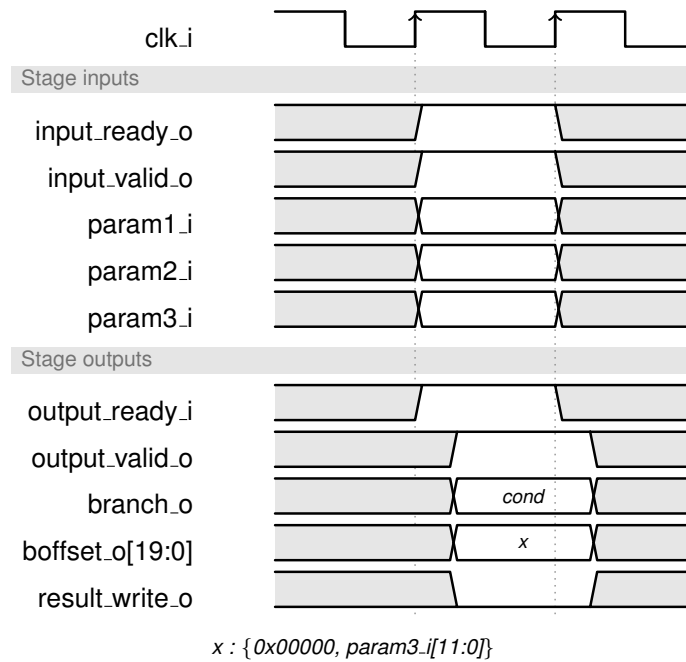 clk_i
Stage inputs
input_ready_o
input_valid_o
param1_i
param2_i
param3_i
Stage outputs
output_ready_i
output_valid_o
branch_o cond
boffset_o[19:0] x
result_write_o
x : {0x00000, param3_i[11:0]}